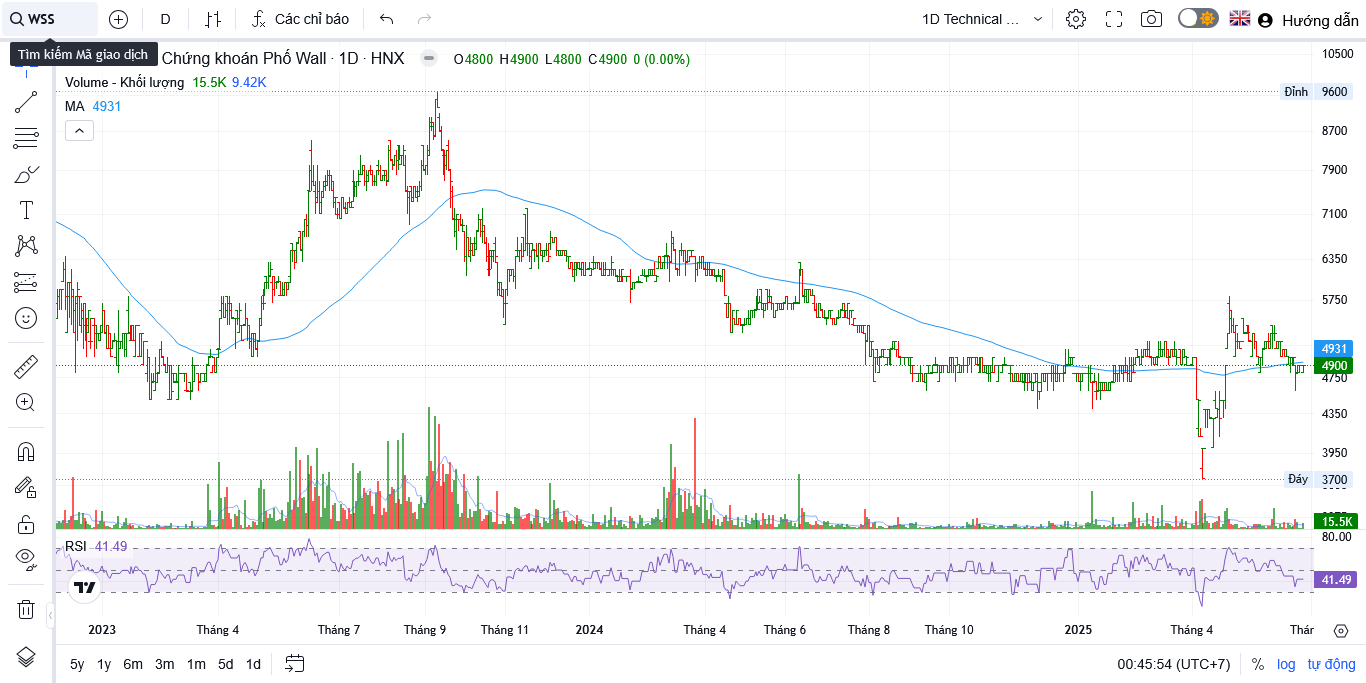 WSS
D
Các chỉ báo
1D Technical ...
Hướng dẫn
Tìm kiếm Mã giao dịch
Chứng khoán Phố Wall · 1D · HNX
O4800 H4900 L4800 C4900 0 (0.00%)
Volume - Khối lượng 15.5K 9.42K
MA 4931
10500
Đỉnh 9600
8700
7900
7100
6350
5750
4931
4900
4750
4350
3950
Đáy 3700
15.5K
RSI 41.49
80.00
41.49
2023 Tháng 4 Tháng 7 Tháng 9 Tháng 11 2024 Tháng 4 Tháng 6 Tháng 8 Tháng 10 2025 Tháng 4 Thár
5y 1y 6m 3m 1m 5d 1d
00:45:54 (UTC+7) % log tự động